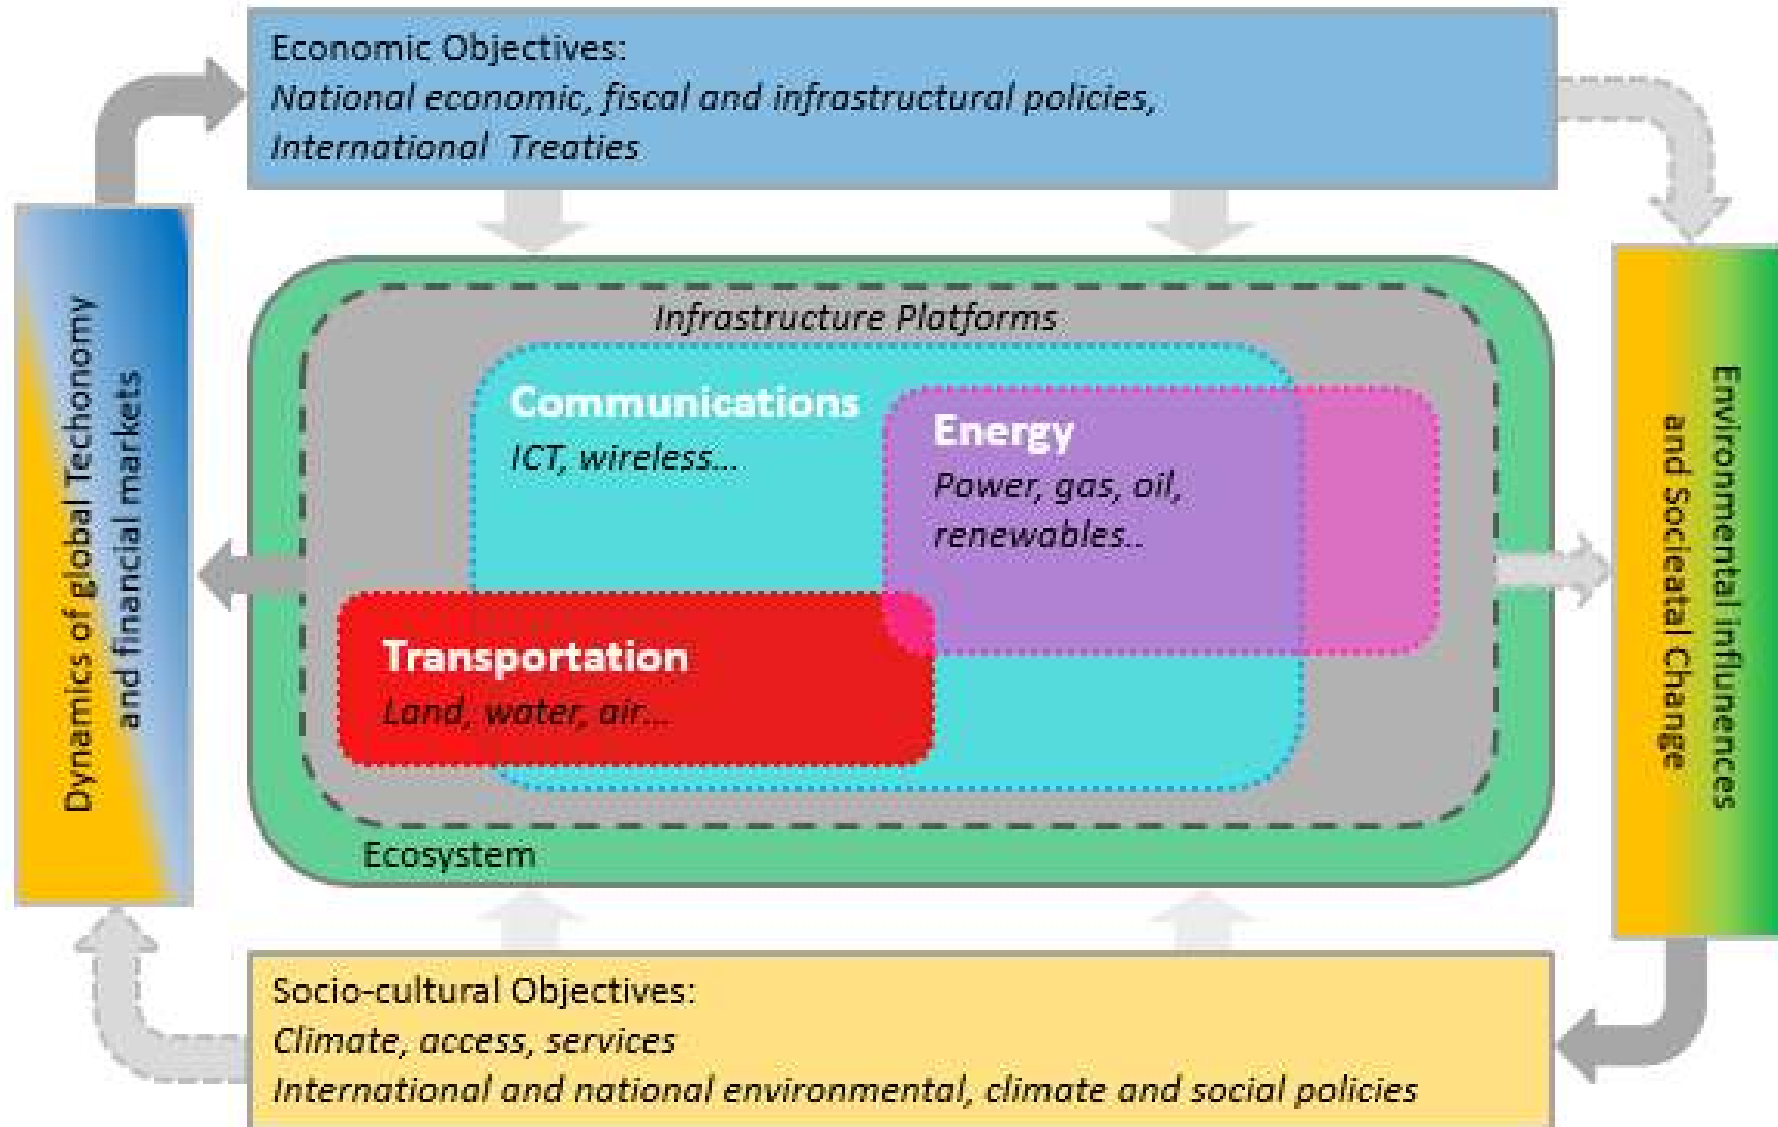 Economic Objectives:
National economic, fiscal and infrastructural policies,
International Treaties
Dynamics of global Techonomy
and financial markets
Infrastructure Platforms
Communications
ICT, wireless...
Energy
Power, gas, oil,
renewables..
Transportation
Land, water, air...
Ecosystem
Environmental influnences
and Socieatal Change
Socio-cultural Objectives:
Climate, access, services
International and national environmental, climate and social policies